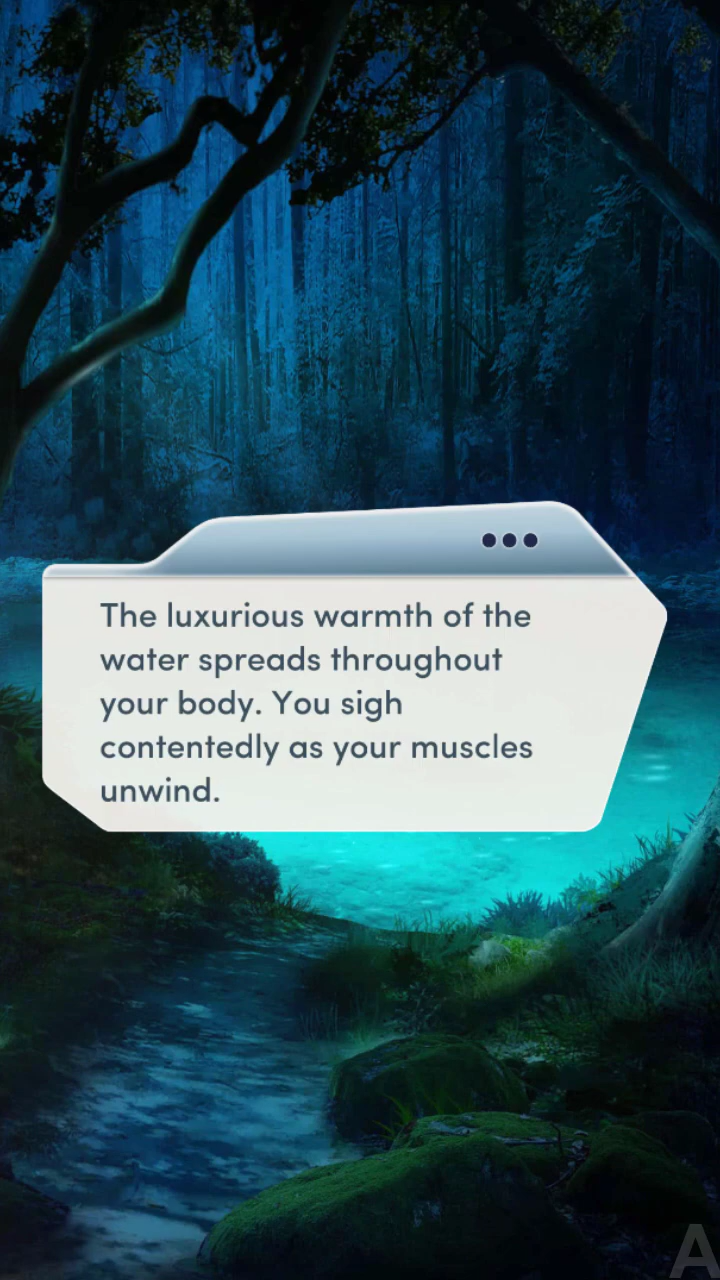 The luxurious warmth of the
water spreads throughout
your body. You sigh
contentedly as your muscles
unwind.
A